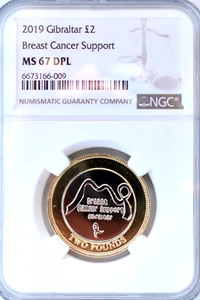 2019 Gibraltar £2
Breast Cancer Support
MS 67 DPL
6673166-009
NUMISMATIC GUARANTY COMPANY
NGC
Breast
Cancer Support
Gibraltar
TWO POUNDS